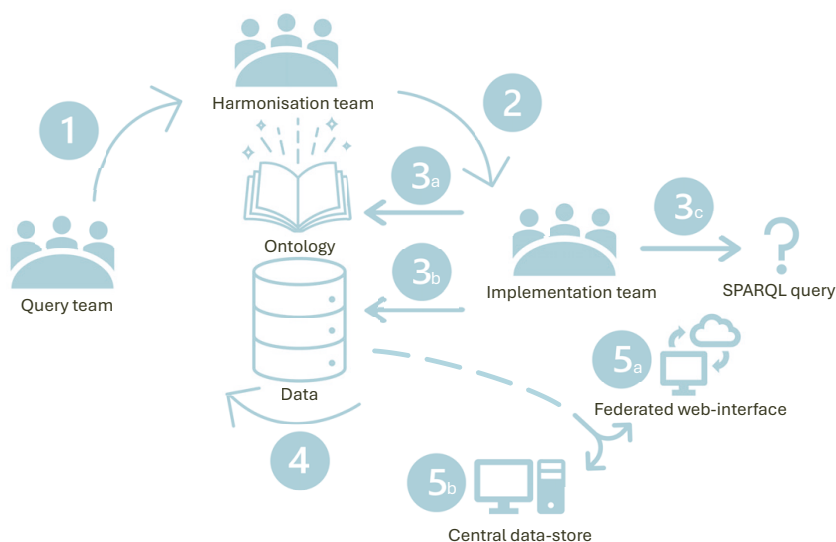 Harmonisation team
1
2
3a
3c
Ontology
Query team
3b
Implementation team
SPARQL query
5a
Data
Federated web-interface
4
5b
Central data-store